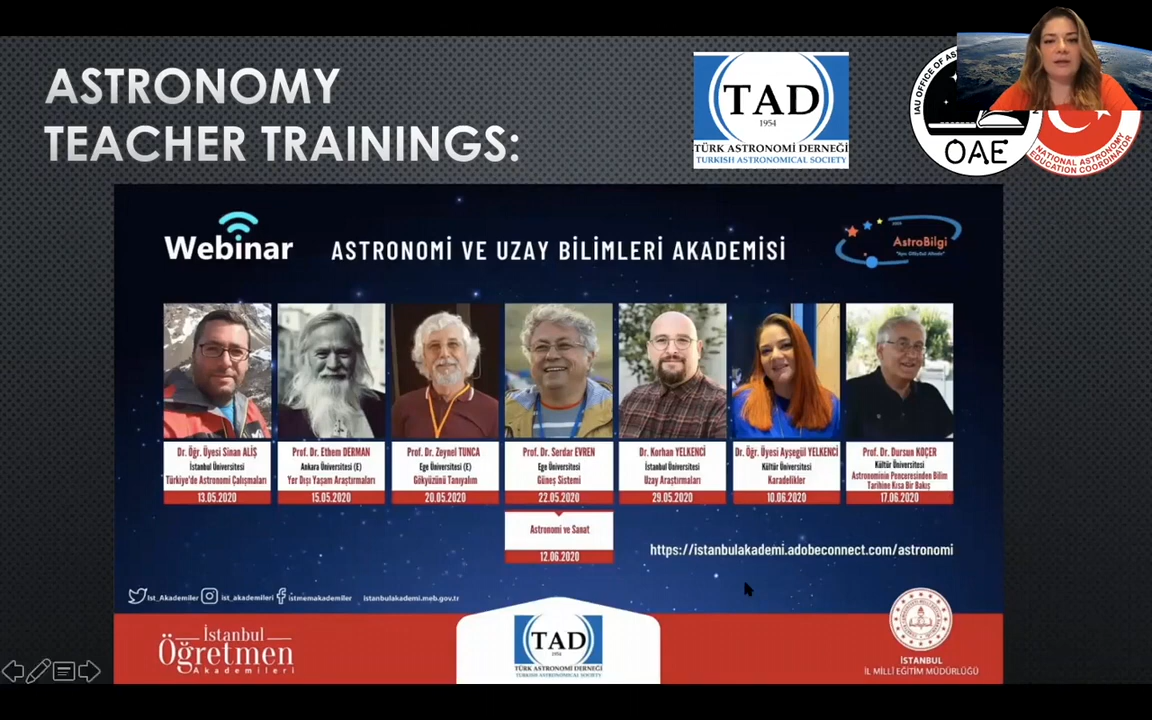 ASTRONOMY
TEACHER TRAININGS:
TAD
1954
TÜRK ASTRONOMİ DERNEĞİ
TURKISH ASTRONOMICAL SOCIETY
IAU OFFICE OF AS
OAE
NATIONAL ASTRONOMY
EDUCATION COORDINATOR
Webinar
ASTRONOMİ VE UZAY BİLİMLERİ AKADEMİSİ
AstroBilgi
Dr. Öğr. Üyesi Sinan ALİŞ
İstanbul Üniversitesi
Türkiye'de Astronomi Çalışmaları
13.05.2020
Prof. Dr. Ethem DERMAN
Ankara Üniversitesi (E)
Yer Dışı Yaşam Araştırmaları
15.05.2020
Prof. Dr. Zeynel TUNCA
Ege Üniversitesi (E)
Gökyüzünü Tanıyalım
20.05.2020
Prof. Dr. Serdar EVREN
Ege Üniversitesi
Güneş Sistemi
22.05.2020
Dr. Korhan YELKENCİ
İstanbul Üniversitesi
Uzay Araştırmaları
29.05.2020
Dr. Öğr. Üyesi Ayşegül YELKENCİ
Kültür Üniversitesi
Karadelikler
10.06.2020
Prof. Dr. Dursun KOÇER
Kültür Üniversitesi
Astronominin Penceresinden Bilim
Tarihine Kısa Bir Bakış
17.06.2020
Astronomi ve Sanat
12.06.2020
https://istanbulakademi.adobeconnect.com/astronomi
Ist_Akademiler ist_akademileri istmemakademiler istanbulakademi.meb.gov.tr
İstanbul
Öğretmen
Akademileri
TAD
1954
TÜRK ASTRONOMİ DERNEĞİ
TURKISH ASTRONOMICAL SOCIETY
İSTANBUL
İL MİLLİ EĞİTİM MÜDÜRLÜĞÜ